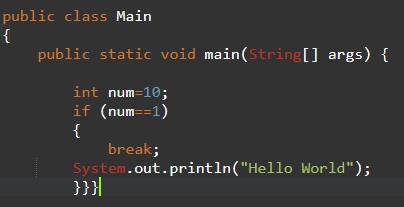 public class Main
{
    public static void main(String[] args) {

        int num=10;
        if (num==1)
        {
            break;
        System.out.println("Hello World");
        }}}